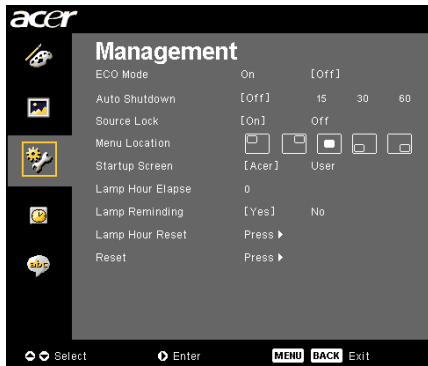 acer
Management
ECO Mode On [Off]
Auto Shutdown [Off] 15 30 60
Source Lock [On] Off
Menu Location
Startup Screen [Acer] User
Lamp Hour Elapse 0
Lamp Reminding [Yes] No
Lamp Hour Reset Press
Reset Press
abc
Select Enter MENU BACK Exit